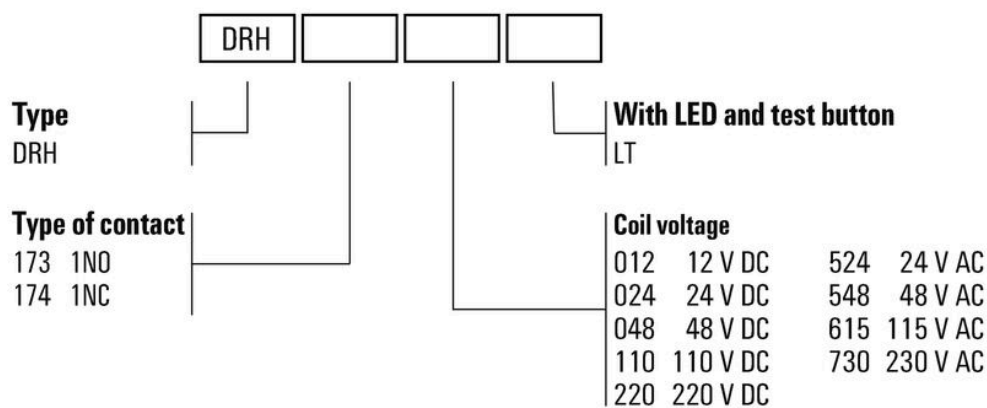 DRH
Type
DRH
With LED and test button
LT
Type of contact
173 1NO
174 1NC
Coil voltage
012 12 V DC 524 24 V AC
024 24 V DC 548 48 V AC
048 48 V DC 615 115 V AC
110 110 V DC 730 230 V AC
220 220 V DC